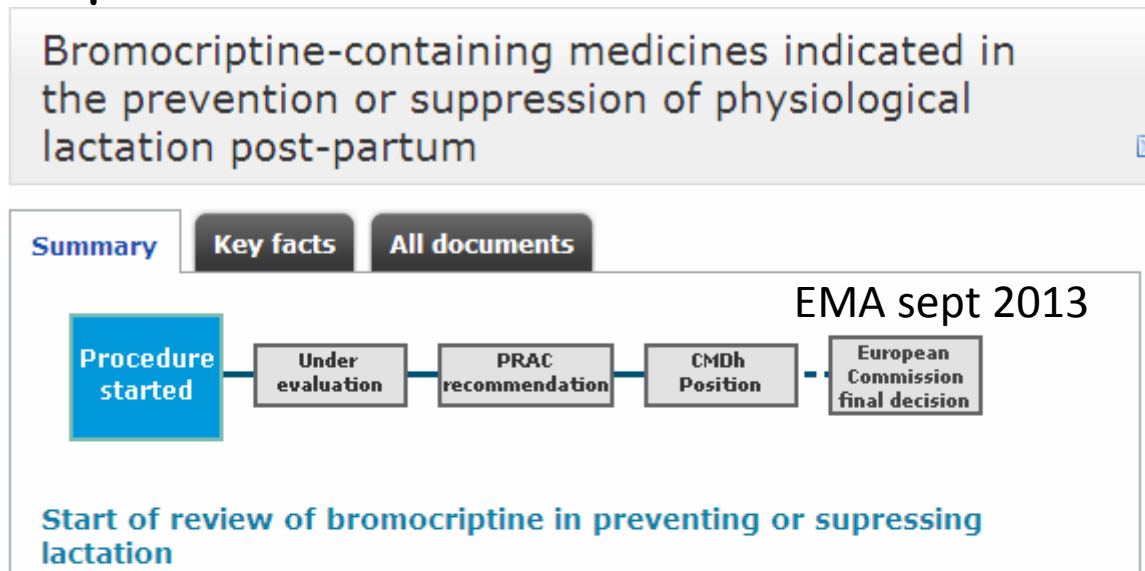 Bromocriptine-containing medicines indicated in
the prevention or suppression of physiological
lactation post-partum
Summary
Key facts
All documents
EMA sept 2013
Procedure
started
Under
evaluation
PRAC
recommendation
CMDh
Position
European
Commission
final decision
Start of review of bromocriptine in preventing or supressing
lactation